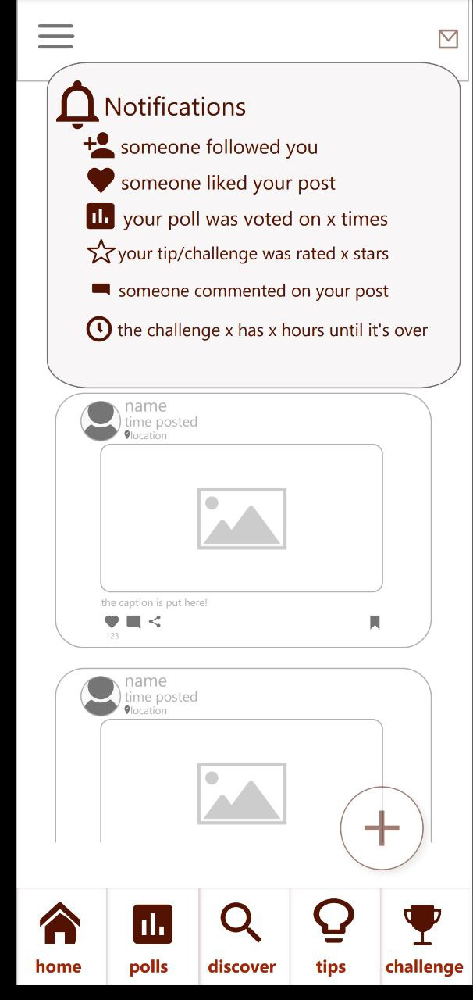 Notifications
someone followed you
someone liked your post
your poll was voted on x times
your tip/challenge was rated x stars
someone commented on your post
the challenge x has x hours until it's over
name
time posted
location
the caption is put here!
123
name
time posted
location
home polls discover tips challenge